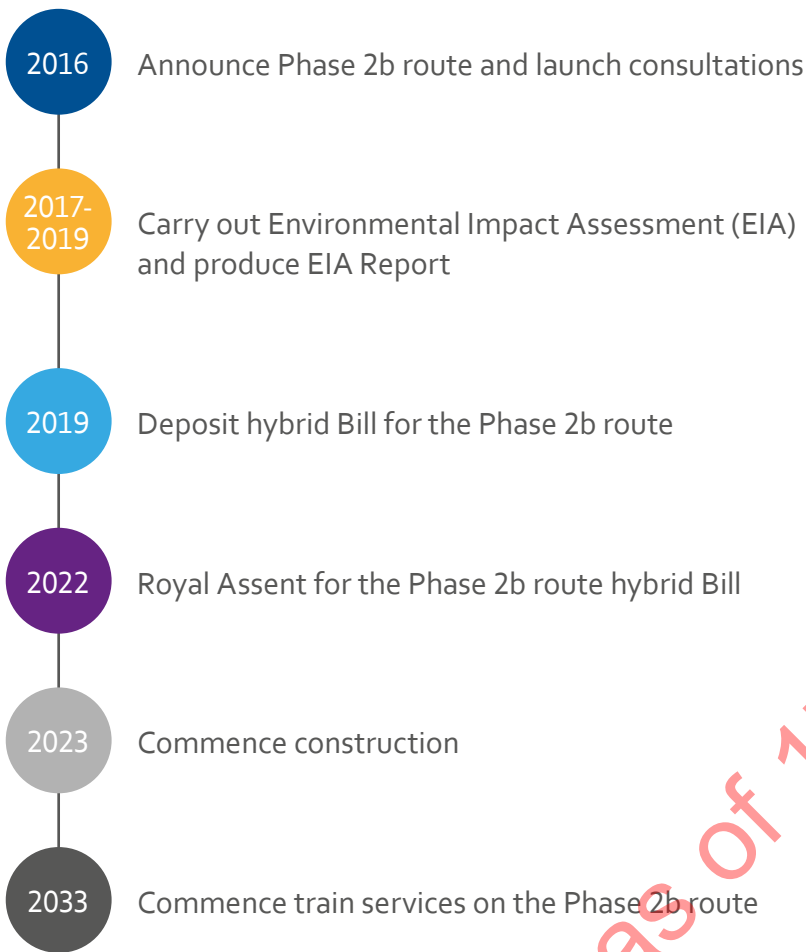 2016
Announce Phase 2b route and launch consultations
2017-
2019
Carry out Environmental Impact Assessment (EIA)
and produce EIA Report
2019
Deposit hybrid Bill for the Phase 2b route
2022
Royal Assent for the Phase 2b route hybrid Bill
2023
Commence construction
2033
Commence train services on the Phase 2b route
as of 1